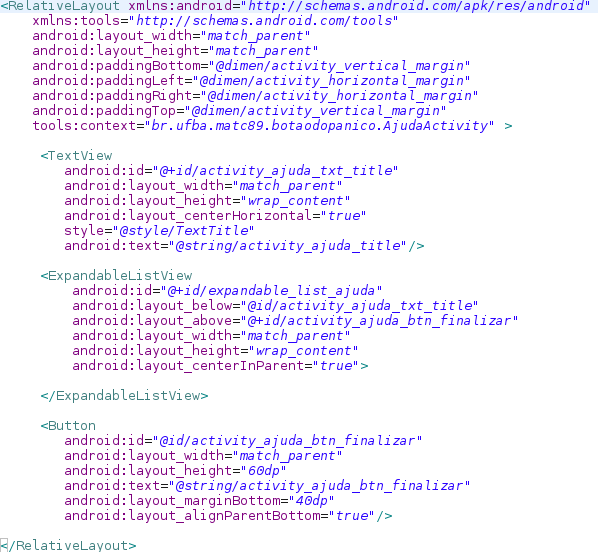 <RelativeLayout xmlns:android="http://schemas.android.com/apk/res/android"
    xmlns:tools="http://schemas.android.com/tools"
    android:layout_width="match_parent"
    android:layout_height="match_parent"
    android:paddingBottom="@dimen/activity_vertical_margin"
    android:paddingLeft="@dimen/activity_horizontal_margin"
    android:paddingRight="@dimen/activity_horizontal_margin"
    android:paddingTop="@dimen/activity_vertical_margin"
    tools:context="br.ufba.matc89.botaodopanico.AjudaActivity" >

     <TextView
        android:id="@+id/activity_ajuda_txt_title"
        android:layout_width="match_parent"
        android:layout_height="wrap_content"
        android:layout_centerHorizontal="true"
        style="@style/TextTitle"
        android:text="@string/activity_ajuda_title"/>

     <ExpandableListView
         android:id="@+id/expandable_list_ajuda"
         android:layout_below="@id/activity_ajuda_txt_title"
         android:layout_above="@+id/activity_ajuda_btn_finalizar"
         android:layout_width="match_parent"
         android:layout_height="wrap_content"
         android:layout_centerInParent="true">

     </ExpandableListView>

     <Button
        android:id="@id/activity_ajuda_btn_finalizar"
        android:layout_width="match_parent"
        android:layout_height="60dp"
        android:text="@string/activity_ajuda_btn_finalizar"
        android:layout_marginBottom="40dp"
        android:layout_alignParentBottom="true"/>

</RelativeLayout>